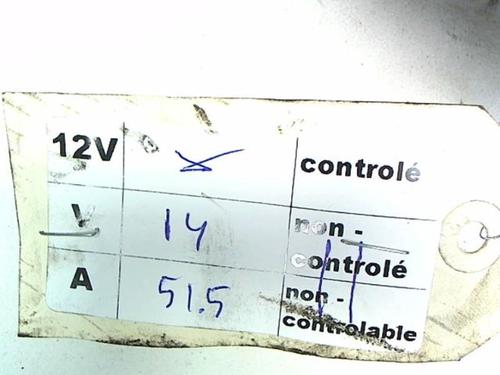 12V controlé
V 14 non -
controlé
A 51.5 non -
controlable